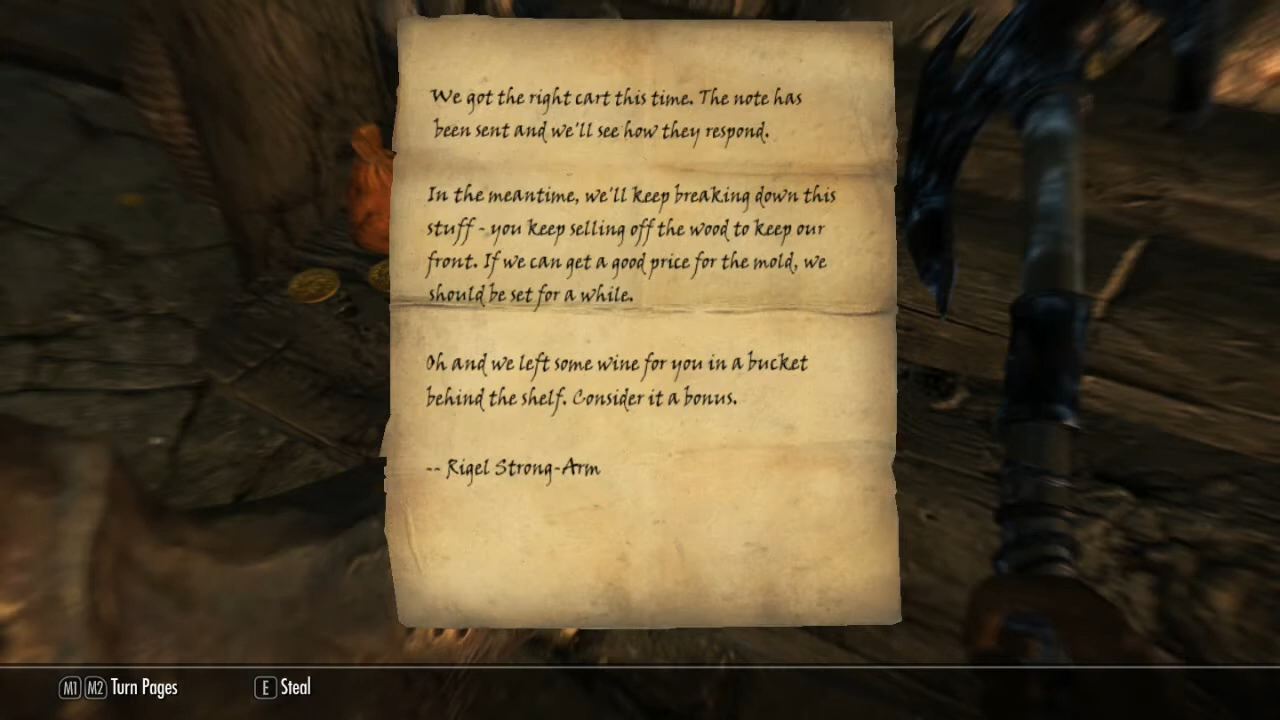 We got the right cart this time. The note has
been sent and we'll see how they respond.
In the meantime, we'll keep breaking down this
stuff - you keep selling off the wood to keep our
front. If we can get a good price for the mold, we
should be set for a while.
Oh and we left some wine for you in a bucket
behind the shelf. Consider it a bonus.
-- Rigel Strong-Arm
M1 M2 Turn Pages E Steal